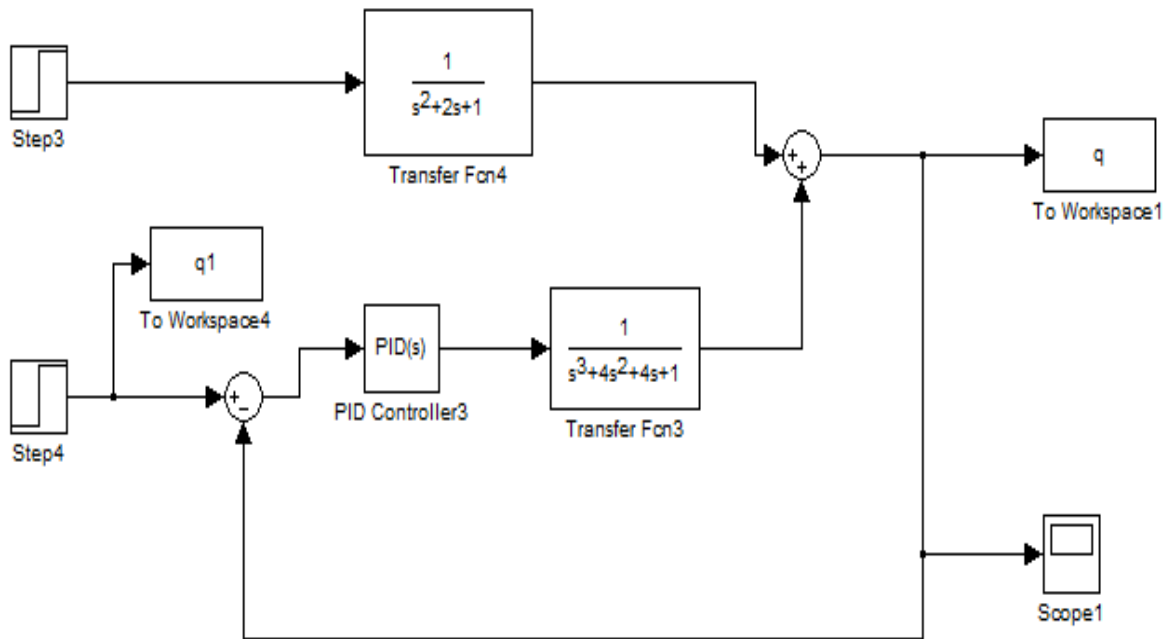 1
s²+2s+1
Step3
Transfer Fcn4
+
+
q
To Workspace1
q1
To Workspace4
PID(s)
PID Controller3
1
s³+4s²+4s+1
Transfer Fcn3
+
−
Step4
Scope1